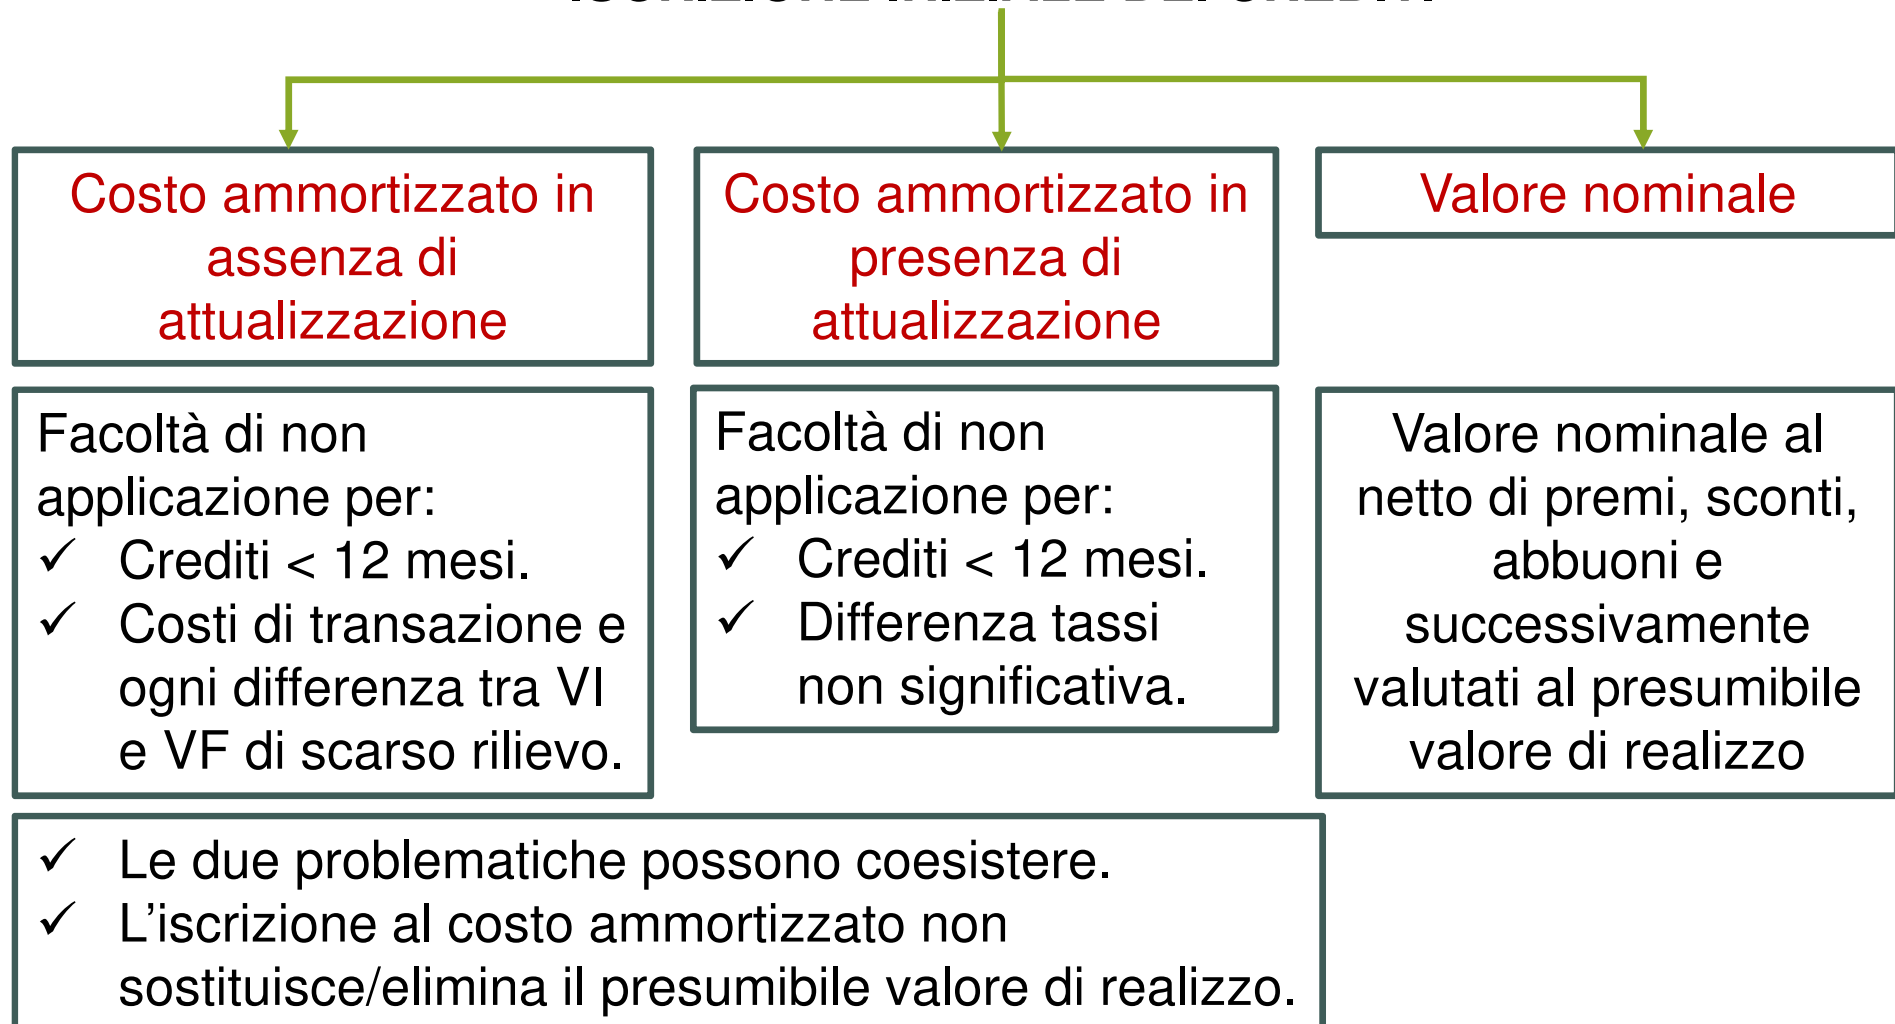 ISCRIZIONE INIZIALE DEI CREDITI
Costo ammortizzato in
assenza di
attualizzazione
Costo ammortizzato in
presenza di
attualizzazione
Valore nominale
Facoltà di non
applicazione per:
✓ Crediti < 12 mesi.
✓ Costi di transazione e
ogni differenza tra VI
e VF di scarso rilievo.
Facoltà di non
applicazione per:
✓ Crediti < 12 mesi.
✓ Differenza tassi
non significativa.
Valore nominale al
netto di premi, sconti,
abbuoni e
successivamente
valutati al presumibile
valore di realizzo
✓ Le due problematiche possono coesistere.
✓ L’iscrizione al costo ammortizzato non
sostituisce/elimina il presumibile valore di realizzo.